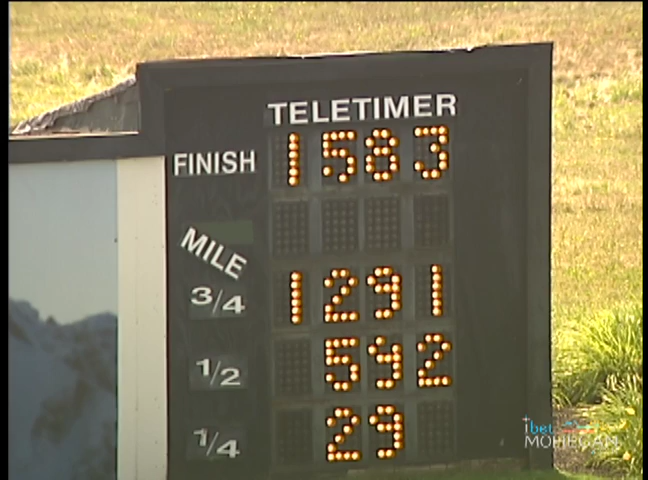 TELETIMER
FINISH 1583
MILE
3/4 1291
1/2 592
1/4 29
ibet
MOHEGAN